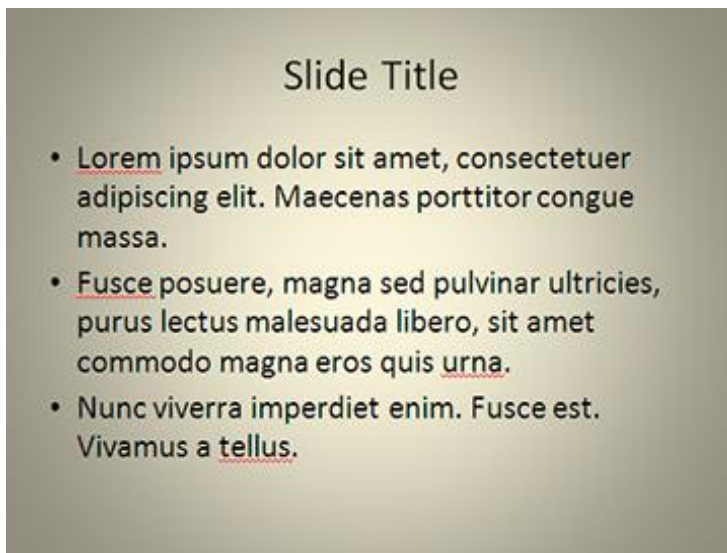 Slide Title
• Lorem ipsum dolor sit amet, consectetuer
adipiscing elit. Maecenas porttitor congue
massa.
• Fusce posuere, magna sed pulvinar ultricies,
purus lectus malesuada libero, sit amet
commodo magna eros quis urna.
• Nunc viverra imperdiet enim. Fusce est.
Vivamus a tellus.